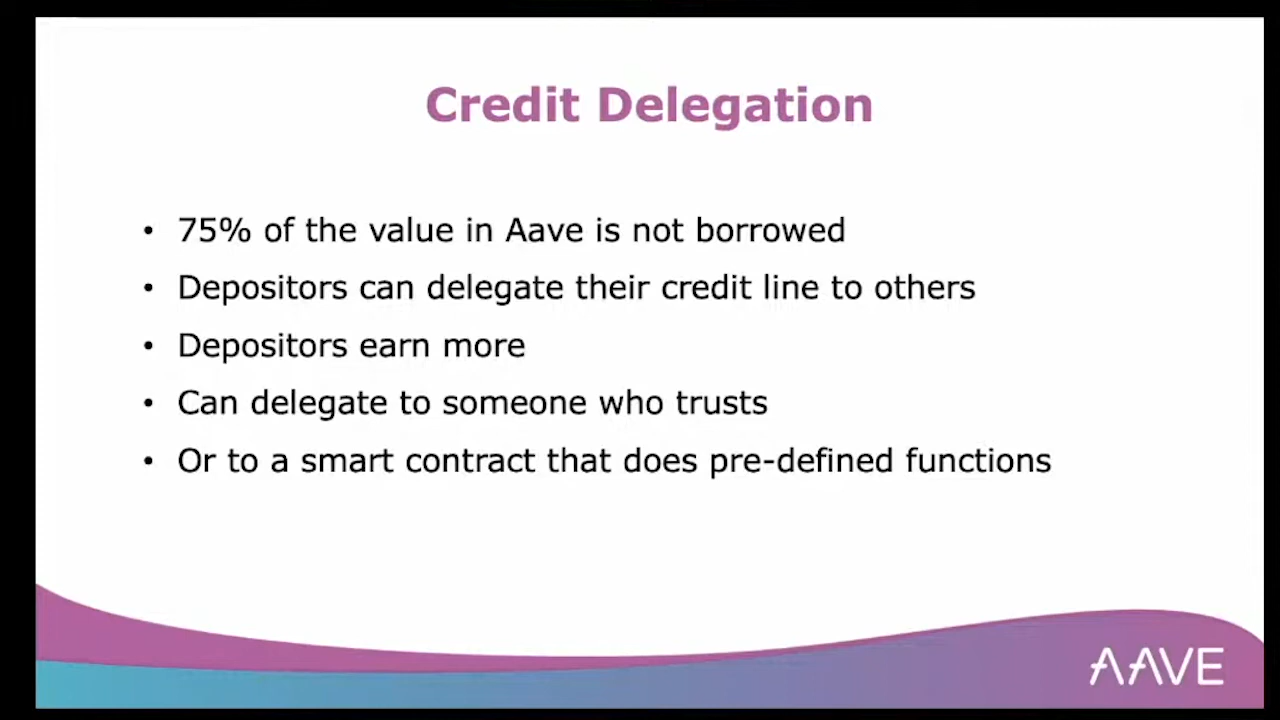 Credit Delegation
• 75% of the value in Aave is not borrowed
• Depositors can delegate their credit line to others
• Depositors earn more
• Can delegate to someone who trusts
• Or to a smart contract that does pre-defined functions
AAVE